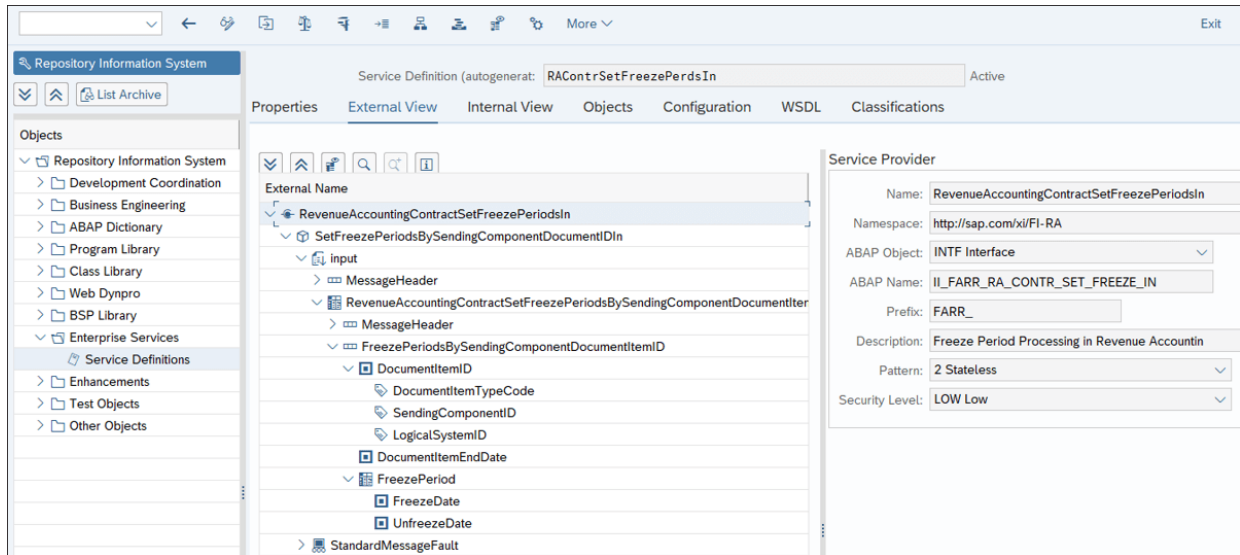 More
Exit
Repository Information System
List Archive
Objects
Repository Information System
Development Coordination
Business Engineering
ABAP Dictionary
Program Library
Class Library
Web Dynpro
BSP Library
Enterprise Services
Service Definitions
Enhancements
Test Objects
Other Objects
Service Definition (autogenerat: RAContrSetFreezePerdsIn Active
Properties External View Internal View Objects Configuration WSDL Classifications
External Name
RevenueAccountingContractSetFreezePeriodsIn
SetFreezePeriodsBySendingComponentDocumentIDIn
input
MessageHeader
RevenueAccountingContractSetFreezePeriodsBySendingComponentDocumentIter
MessageHeader
FreezePeriodsBySendingComponentDocumentItemID
DocumentItemID
DocumentItemTypeCode
SendingComponentID
LogicalSystemID
DocumentItemEndDate
FreezePeriod
FreezeDate
UnfreezeDate
StandardMessageFault
Service Provider
Name: RevenueAccountingContractSetFreezePeriodsIn
Namespace: http://sap.com/xi/FI-RA
ABAP Object: INTF Interface
ABAP Name: II_FARR_RA_CONTR_SET_FREEZE_IN
Prefix: FARR_
Description: Freeze Period Processing in Revenue Accountin
Pattern: 2 Stateless
Security Level: LOW Low